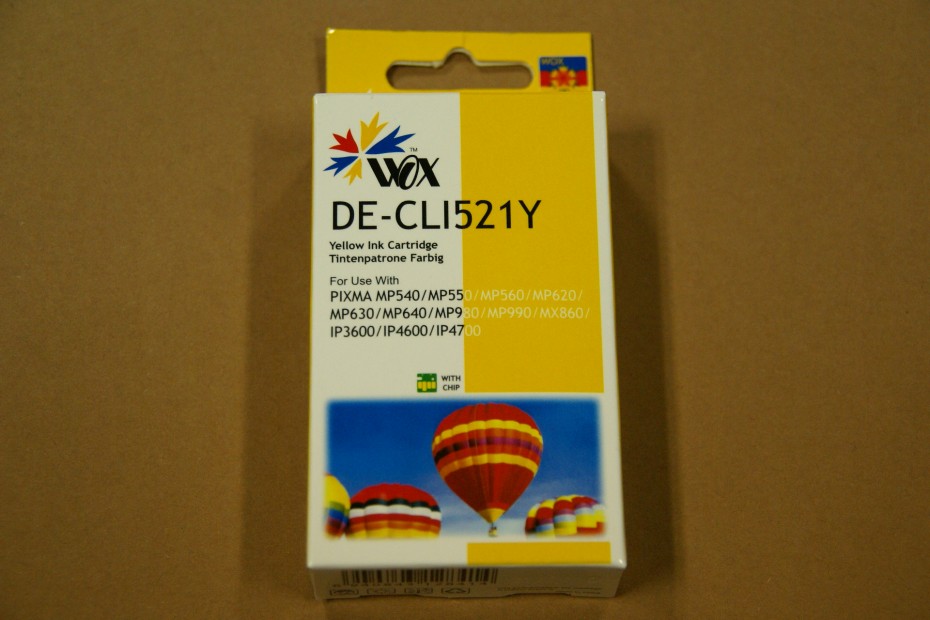 WOX
WOX™
DE-CLI521Y
Yellow Ink Cartridge
Tintenpatrone Farbig
For Use With
PIXMA MP540/MP550/MP560/MP620/
MP630/MP640/MP980/MP990/MX860/
IP3600/IP4600/IP4700
WITH
CHIP